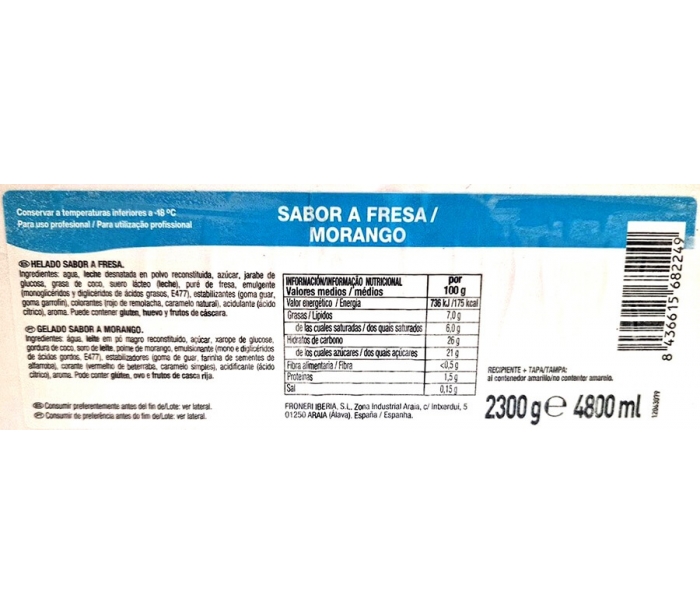 Conservar a temperaturas inferiores a -18 ºC
Para uso profesional / Para utilização profissional
SABOR A FRESA /
MORANGO
HELADO SABOR A FRESA.
Ingredientes: agua, leche desnatada en polvo reconstituida, azúcar, jarabe de
glucosa, grasa de coco, suero lácteo (leche), puré de fresa, emulgente
(monoglicéridos y diglicéridos de ácidos grasos, E477), estabilizantes (goma guar,
goma garrofín), colorantes (rojo de remolacha, caramelo natural), acidulante (ácido
cítrico), aroma. Puede contener gluten, huevo y frutos de cáscara.
GELADO SABOR A MORANGO.
Ingredientes: água, leite em pó magro reconstituido, açúcar, xarope de glucose,
gordura de coco, soro de leite, polme de morango, emulsionante (mono e diglicéridos
de ácidos gordos, E477), estabilizadores (goma de guar, farinha de sementes de
alfarroba), corante (vermelho de beterraba, caramelo simples), acidificante (ácido
cítrico), aroma. Pode conter glúten, ovo e frutos de casca rija.
Consumir preferentemente antes del fin de/Lote: ver lateral.
Consumir de preferência antes do fim de/Lote: ver lateral.
INFORMACIÓN/INFORMAÇÃO NUTRICIONAL
Valores medios / médios
por
100 g
Valor energético / Energia 736 kJ /175 kcal
Grasas / Lípidos 7,0 g
de las cuales saturadas / dos quais saturados 6,0 g
Hidratos de carbono 26 g
de los cuales azúcares / dos quais açúcares 21 g
Fibra alimentaria / Fibra <0,5 g
Proteínas 1,5 g
Sal 0,15 g
FRONERI IBERIA, S.L. Zona Industrial Araia, c/ Intxerdui, 5
01250 ARAIA (Álava). España / Espanha.
RECIPIENTE + TAPA/TAMPA:
al contenedor amarillo/no contentor amarelo.
2300 g e 4800 ml
12043099
8 436615 682249